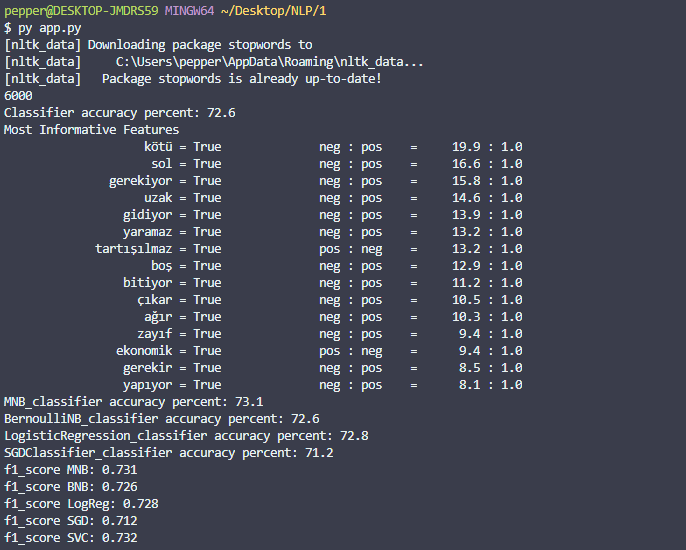 pepper@DESKTOP-JMDRS59 MINGW64 ~/Desktop/NLP/1
$ py app.py
[nltk_data] Downloading package stopwords to
[nltk_data]     C:\Users\pepper\AppData\Roaming\nltk_data...
[nltk_data]   Package stopwords is already up-to-date!
6000
Classifier accuracy percent: 72.6
Most Informative Features
kötü = True              neg : pos    =     19.9 : 1.0
sol = True              neg : pos    =     16.6 : 1.0
gerekiyor = True              neg : pos    =     15.8 : 1.0
uzak = True              neg : pos    =     14.6 : 1.0
gidiyor = True              neg : pos    =     13.9 : 1.0
yaramaz = True              neg : pos    =     13.2 : 1.0
tartışılmaz = True              pos : neg    =     13.2 : 1.0
boş = True              neg : pos    =     12.9 : 1.0
bitiyor = True              neg : pos    =     11.2 : 1.0
çıkar = True              neg : pos    =     10.5 : 1.0
ağır = True              neg : pos    =     10.3 : 1.0
zayıf = True              neg : pos    =      9.4 : 1.0
ekonomik = True              pos : neg    =      9.4 : 1.0
gerekir = True              neg : pos    =      8.5 : 1.0
yapıyor = True              neg : pos    =      8.1 : 1.0
MNB_classifier accuracy percent: 73.1
BernoulliNB_classifier accuracy percent: 72.6
LogisticRegression_classifier accuracy percent: 72.8
SGDClassifier_classifier accuracy percent: 71.2
f1_score MNB: 0.731
f1_score BNB: 0.726
f1_score LogReg: 0.728
f1_score SGD: 0.712
f1_score SVC: 0.732